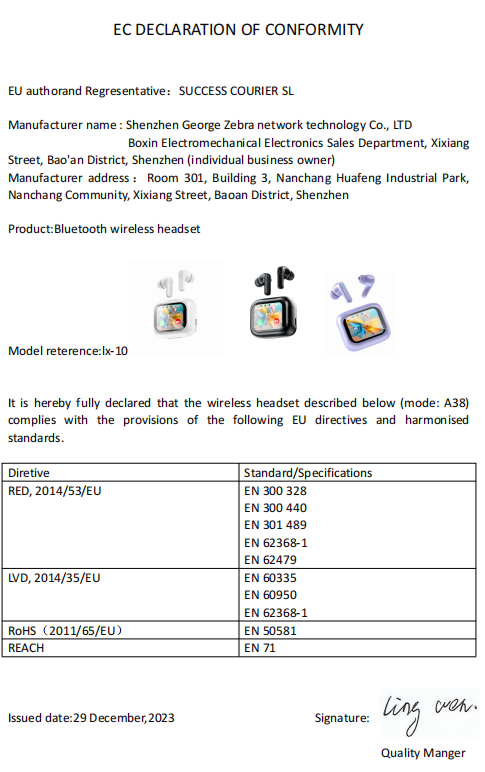 EC DECLARATION OF CONFORMITY
EU authorand Regresentative：SUCCESS COURIER SL
Manufacturer name : Shenzhen George Zebra network technology Co., LTD
Boxin Electromechanical Electronics Sales Department, Xixiang
Street, Bao'an District, Shenzhen (individual business owner)
Manufacturer address： Room 301, Building 3, Nanchang Huafeng Industrial Park,
Nanchang Community, Xixiang Street, Baoan District, Shenzhen
Product:Bluetooth wireless headset
Model reterence:lx-10
It is hereby fully declared that the wireless headset described below (mode: A38)
complies with the provisions of the following EU directives and harmonised
standards.
Diretive Standard/Specifications
RED, 2014/53/EU EN 300 328
EN 300 440
EN 301 489
EN 62368-1
EN 62479
LVD, 2014/35/EU EN 60335
EN 60950
EN 62368-1
RoHS（2011/65/EU） EN 50581
REACH EN 71
Issued date:29 December,2023 Signature: ling wen.
Quality Manger